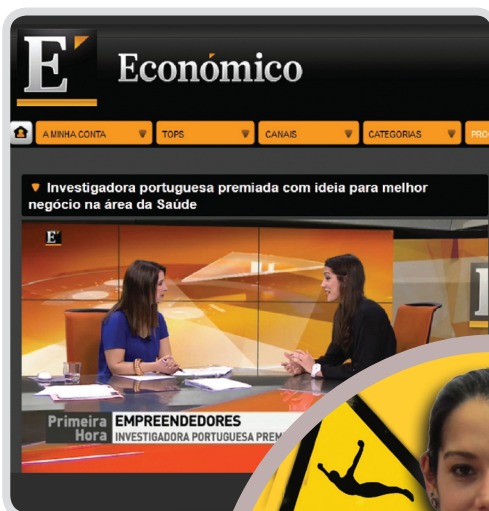 E
Económico
A MINHA CONTA
TOPS
CANAIS
CATEGORIAS
Investigadora portuguesa premiada com ideia para melhor
negócio na área da Saúde
E
Primeira
Hora
EMPREENDEDORES
INVESTIGADORA PORTUGUESA